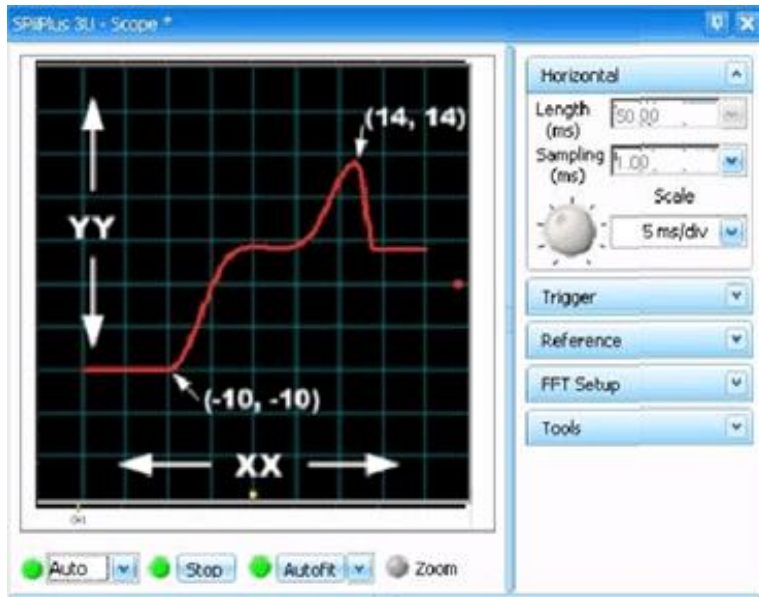 SPiiPlus 3U - Scope *
Horizontal
Length
(ms)
50.00
Sampling
(ms)
1.00
Scale
5 ms/div
Trigger
Reference
FFT Setup
Tools
(14, 14)
YY
(-10, -10)
XX
CH1
Auto
Stop
Autofit
Zoom